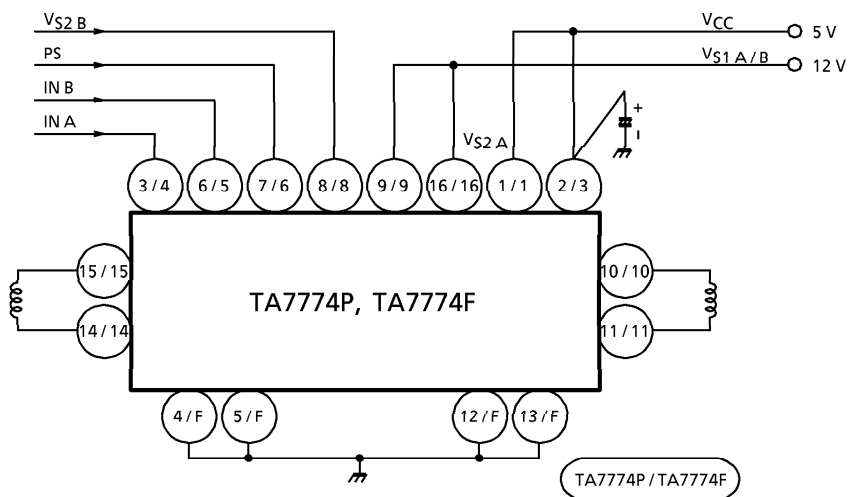 VS2 B
VCC
5 V
PS
VS1 A / B
12 V
IN B
IN A
+
-
VS2 A
3 / 4
6 / 5
7 / 6
8 / 8
9 / 9
16 / 16
1 / 1
2 / 3
15 / 15
10 / 10
TA7774P, TA7774F
14 / 14
11 / 11
4 / F
5 / F
12 / F
13 / F
TA7774P / TA7774F